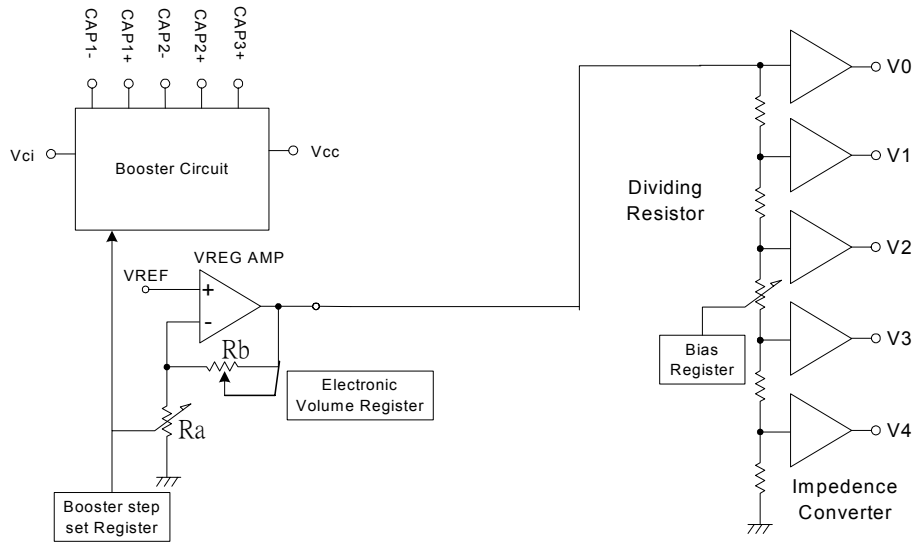 CAP1-
CAP1+
CAP2-
CAP2+
CAP3+
Vci
Booster Circuit
Vcc
V0
V1
Dividing
Resistor
V2
VREG AMP
VREF
+
-
Rb
Electronic
Volume Register
Bias
Register
V3
Ra
V4
Booster step
set Register
Impedence
Converter